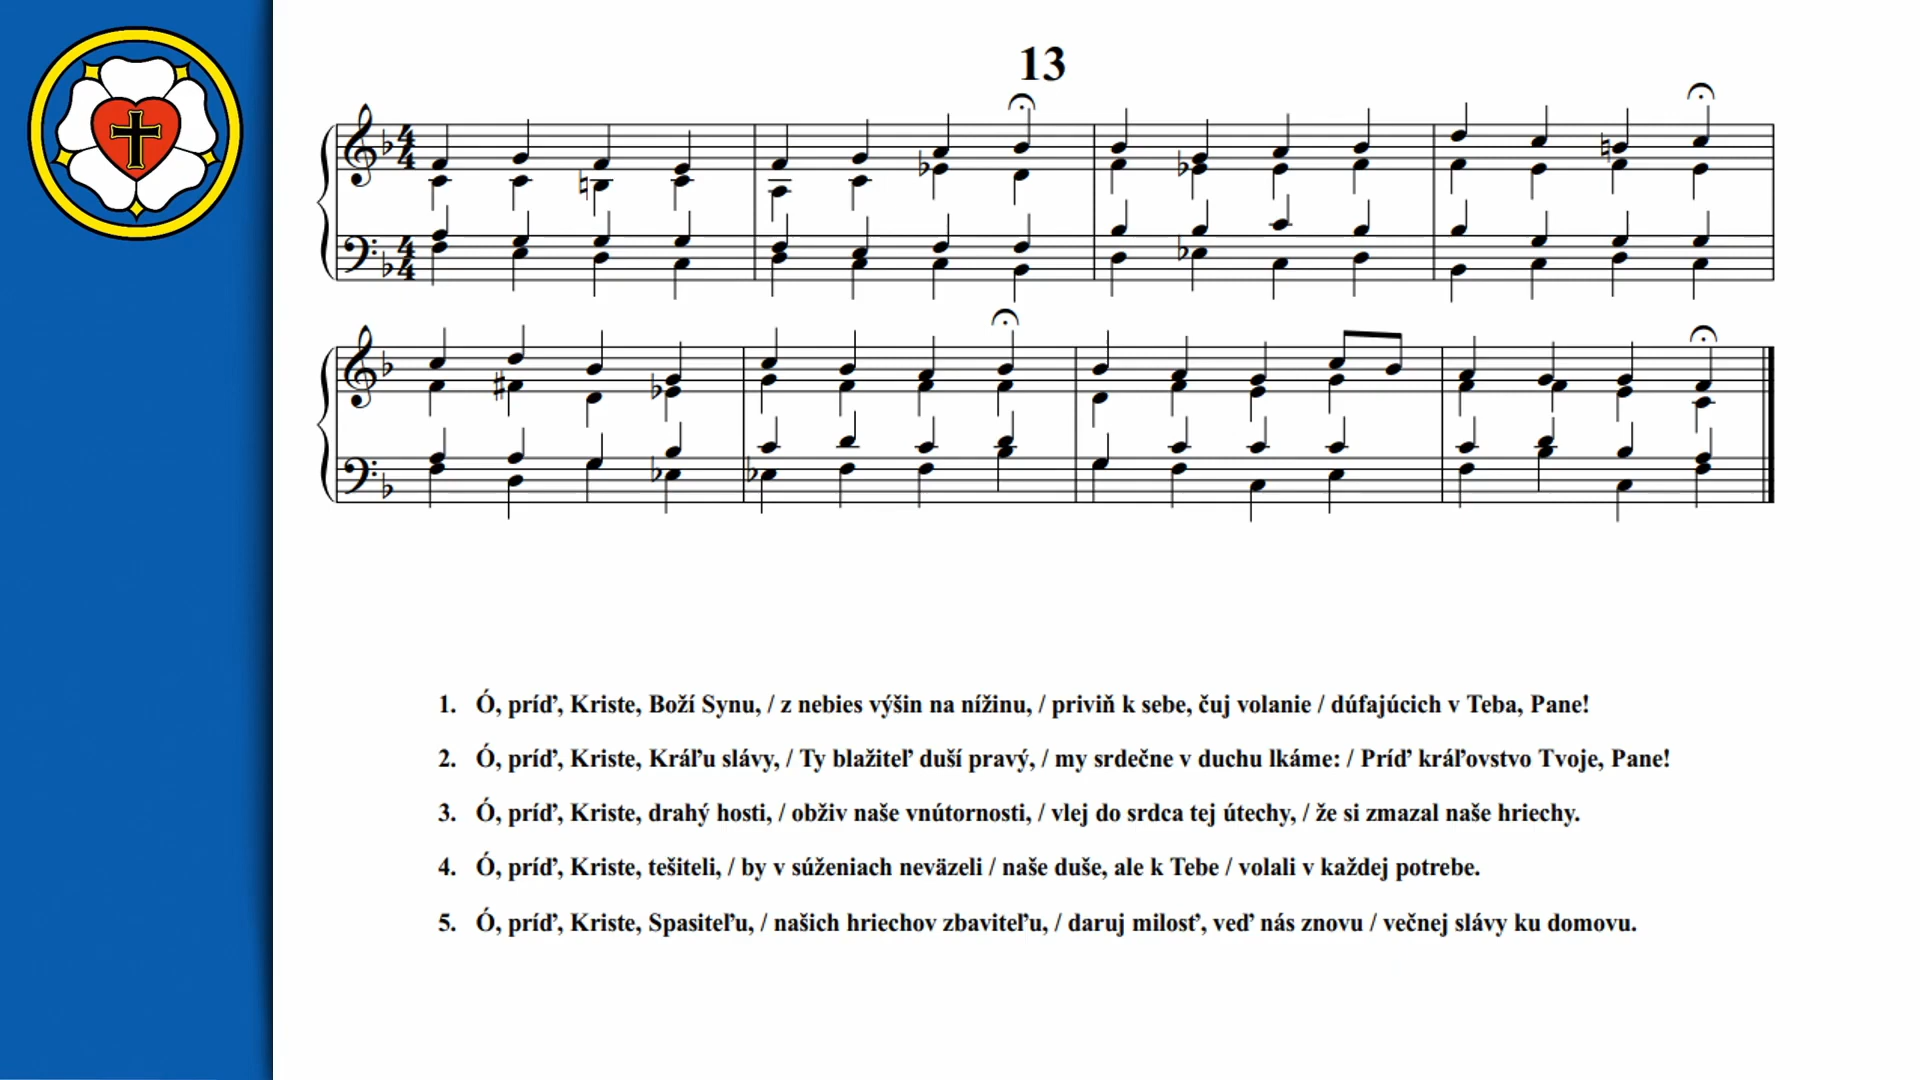 13
1. Ó, príď, Kriste, Boží Synu, / z nebies výšin na nížinu, / priviň k sebe, čuj volanie / dúfajúcich v Teba, Pane!
2. Ó, príď, Kriste, Kráľu slávy, / Ty blažiteľ duší pravý, / my srdečne v duchu lkáme: / Príď kráľovstvo Tvoje, Pane!
3. Ó, príď, Kriste, drahý hosti, / obživ naše vnútornosti, / vlej do srdca tej útechy, / že si zmazal naše hriechy.
4. Ó, príď, Kriste, tešiteli, / by v súženiach neväzeli / naše duše, ale k Tebe / volali v každej potrebe.
5. Ó, príď, Kriste, Spasiteľu, / našich hriechov zbaviteľu, / daruj milosť, veď nás znovu / večnej slávy ku domovu.